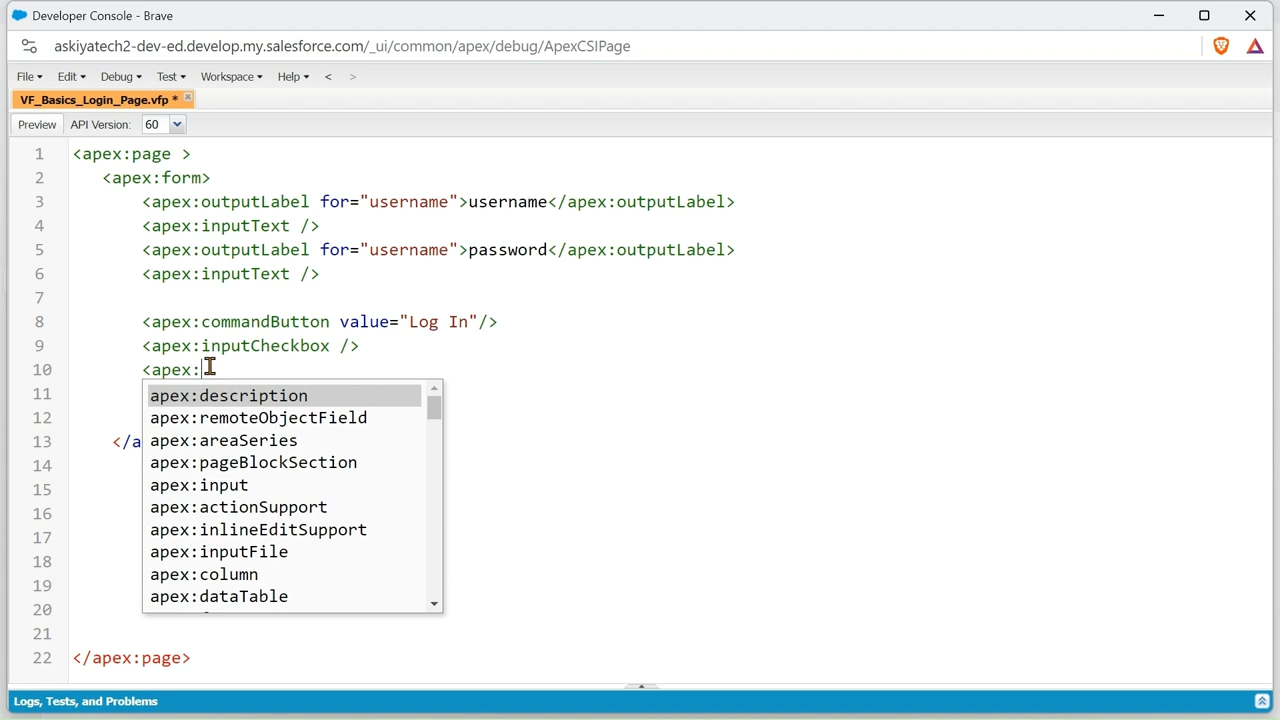 Developer Console - Brave
askiyatech2-dev-ed.develop.my.salesforce.com/_ui/common/apex/debug/ApexCSIPage
File Edit Debug Test Workspace Help < >
VF_Basics_Login_Page.vfp *
Preview API Version: 60
1 <apex:page >
2 <apex:form>
3 <apex:outputLabel for="username">username</apex:outputLabel>
4 <apex:inputText />
5 <apex:outputLabel for="username">password</apex:outputLabel>
6 <apex:inputText />
7
8 <apex:commandButton value="Log In"/>
9 <apex:inputCheckbox />
10 <apex:
apex:description
11
apex:remoteObjectField
12
apex:areaSeries
13 </a
apex:pageBlockSection
14
apex:input
15
apex:actionSupport
16
apex:inlineEditSupport
17
apex:inputFile
18
apex:column
19
apex:dataTable
20
21
22 </apex:page>
Logs, Tests, and Problems